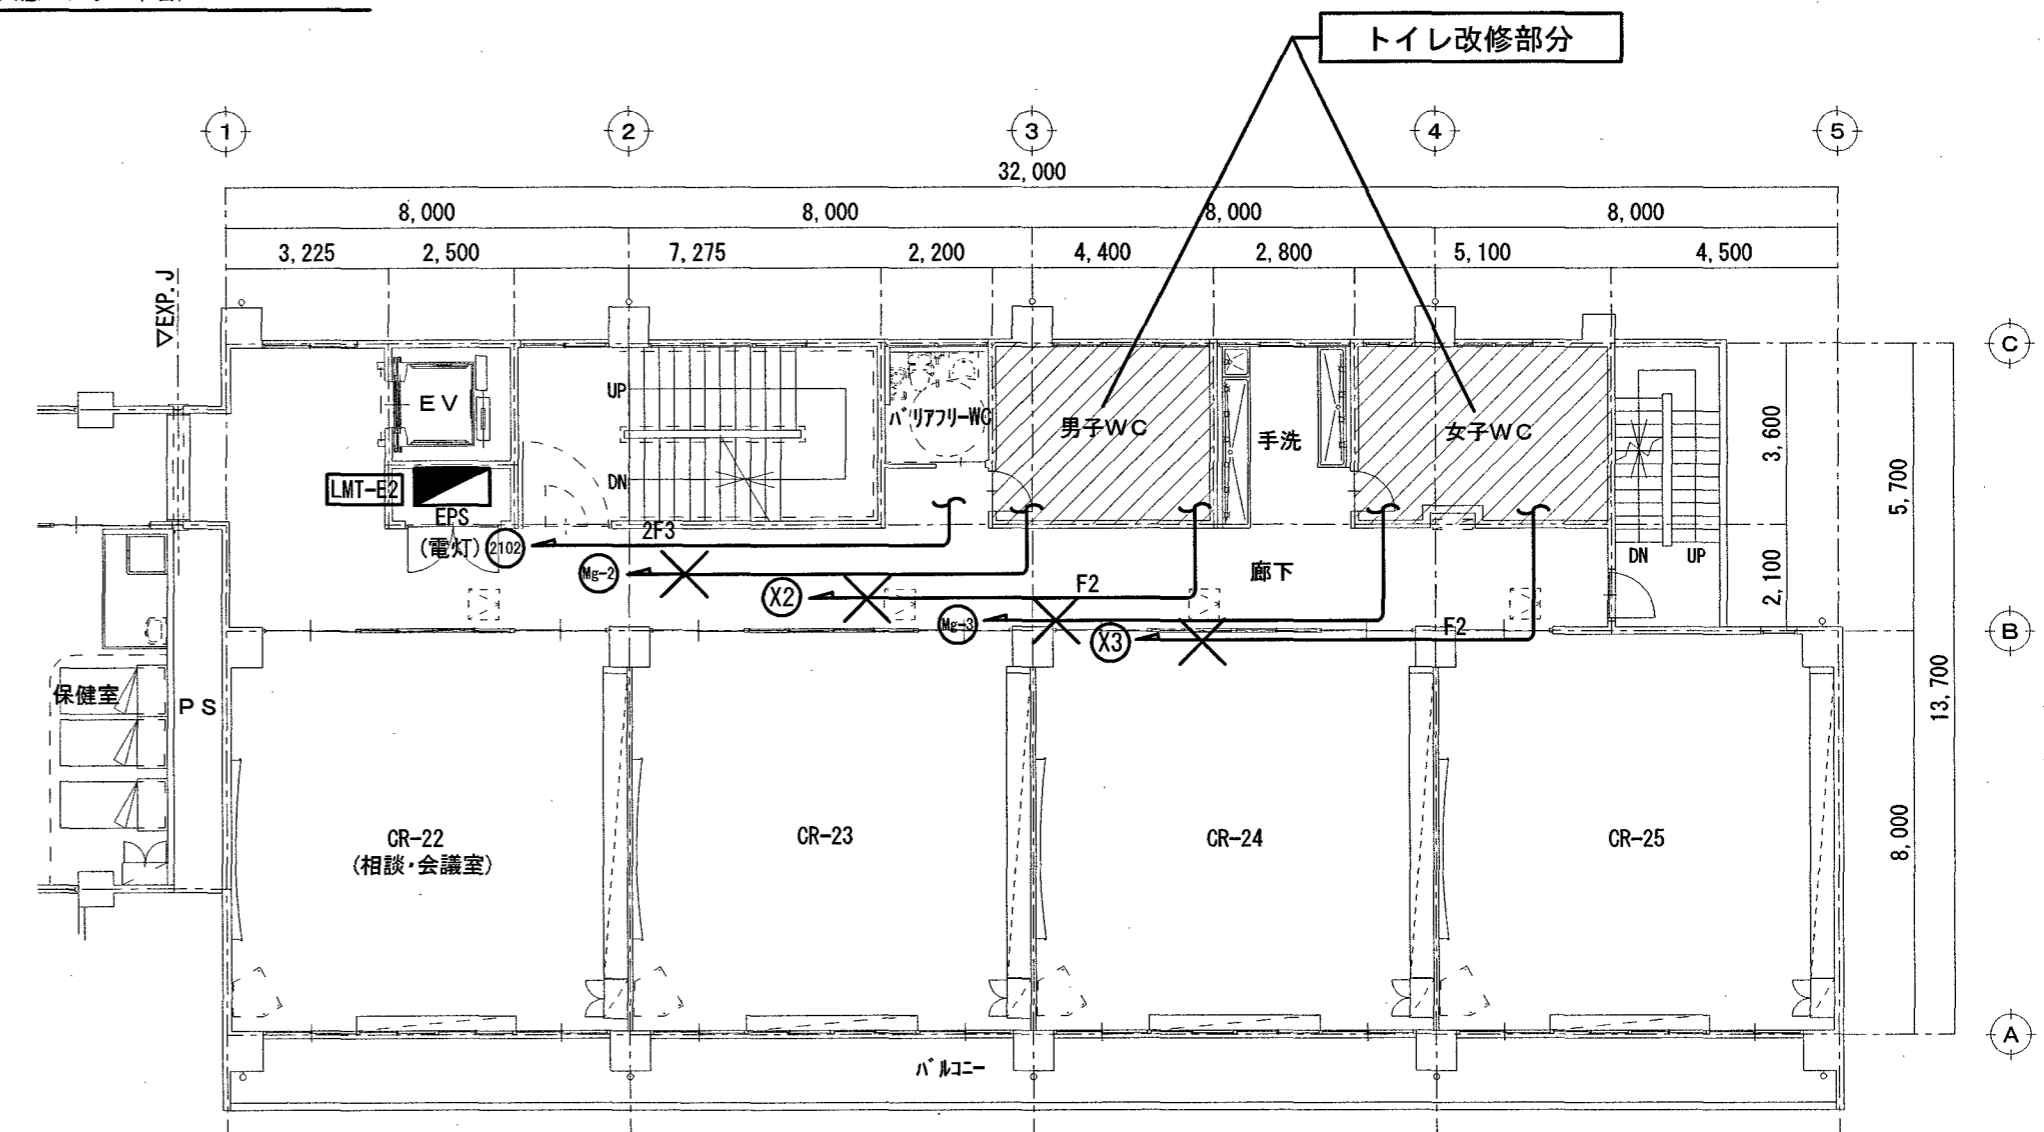 トイレ改修部分
1
2
3
4
5
32,000
8,000
8,000
8,000
8,000
3,225
2,500
7,275
2,200
4,400
2,800
5,100
4,500
▽EXP.J
C
EV
UP
バリアフリーWC
男子WC
手洗
女子WC
3,600
5,700
LMT-E2
DN
EPS
(電灯)
2102
2F3
DN
UP
Mg-2
X2
F2
廊下
2,100
Mg-3
X3
F2
B
保健室
PS
13,700
CR-22
(相談・会議室)
CR-23
CR-24
CR-25
8,000
A
バルコニー